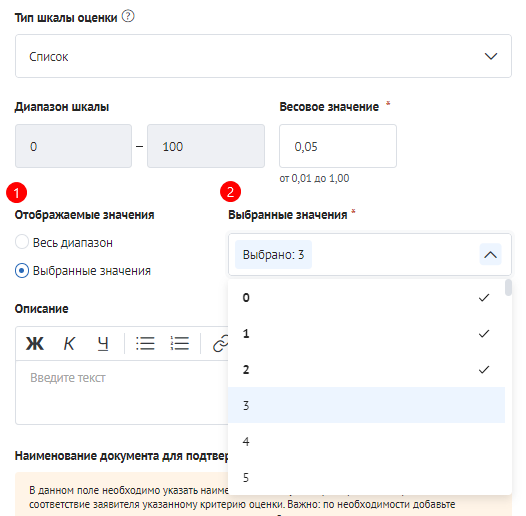 Тип шкалы оценки ?
Список
Диапазон шкалы
Весовое значение *
0 – 100
0,05
от 0,01 до 1,00
1
2
Отображаемые значения
Выбранные значения *
Весь диапазон
Выбранные значения
Выбрано: 3
0
1
2
3
4
5
Описание
Ж К Ч
Введите текст
Наименование документа для подтвер
В данном поле необходимо указать наиме
соответствие заявителя указанному критерию оценки. Важно: по необходимости добавьте